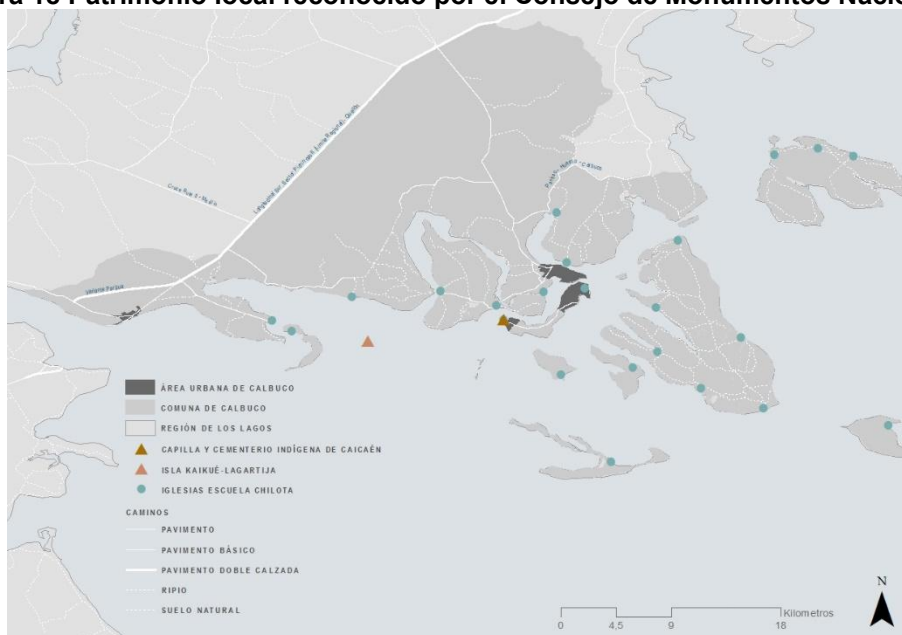 ra 10 Patrimonio local reconocido por el Consejo de Monumentos Nacio
ÁREA URBANA DE CALBUCO
COMUNA DE CALBUCO
REGIÓN DE LOS LAGOS
CAPILLA Y CEMENTERIO INDÍGENA DE CAICAÉN
ISLA KAIKUÉ-LAGARTIJA
IGLESIAS ESCUELA CHILOTA
CAMINOS
PAVIMENTO
PAVIMENTO BÁSICO
PAVIMENTO DOBLE CALZADA
RIPIO
SUELO NATURAL
N
Kilometros
0 4,5 9 18